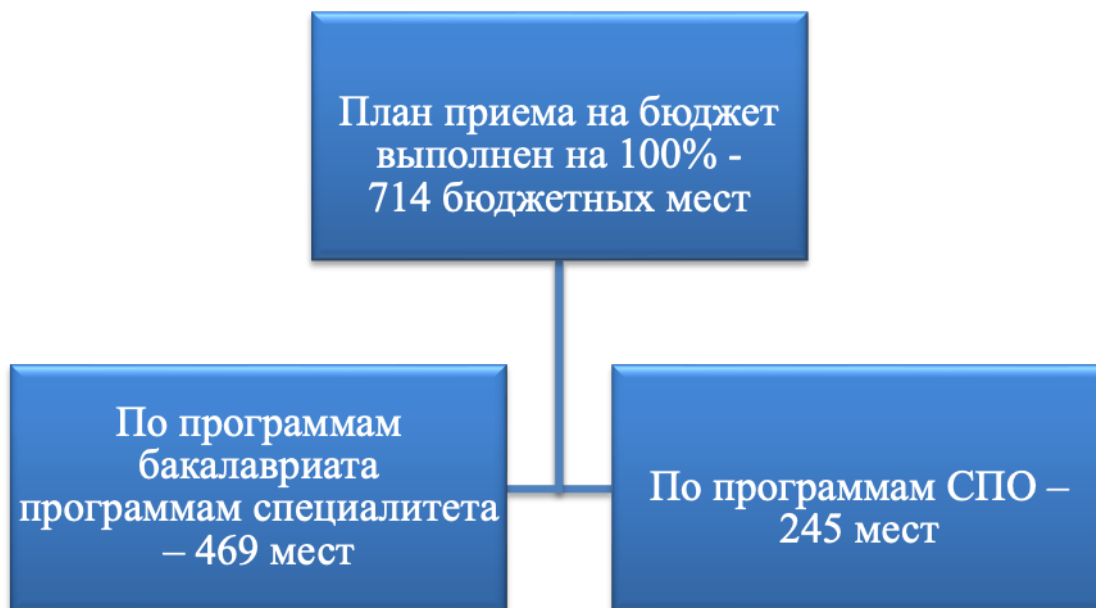 План приема на бюджет
выполнен на 100% -
714 бюджетных мест
По программам
бакалавриата
программам специалитета
– 469 мест
По программам СПО –
245 мест